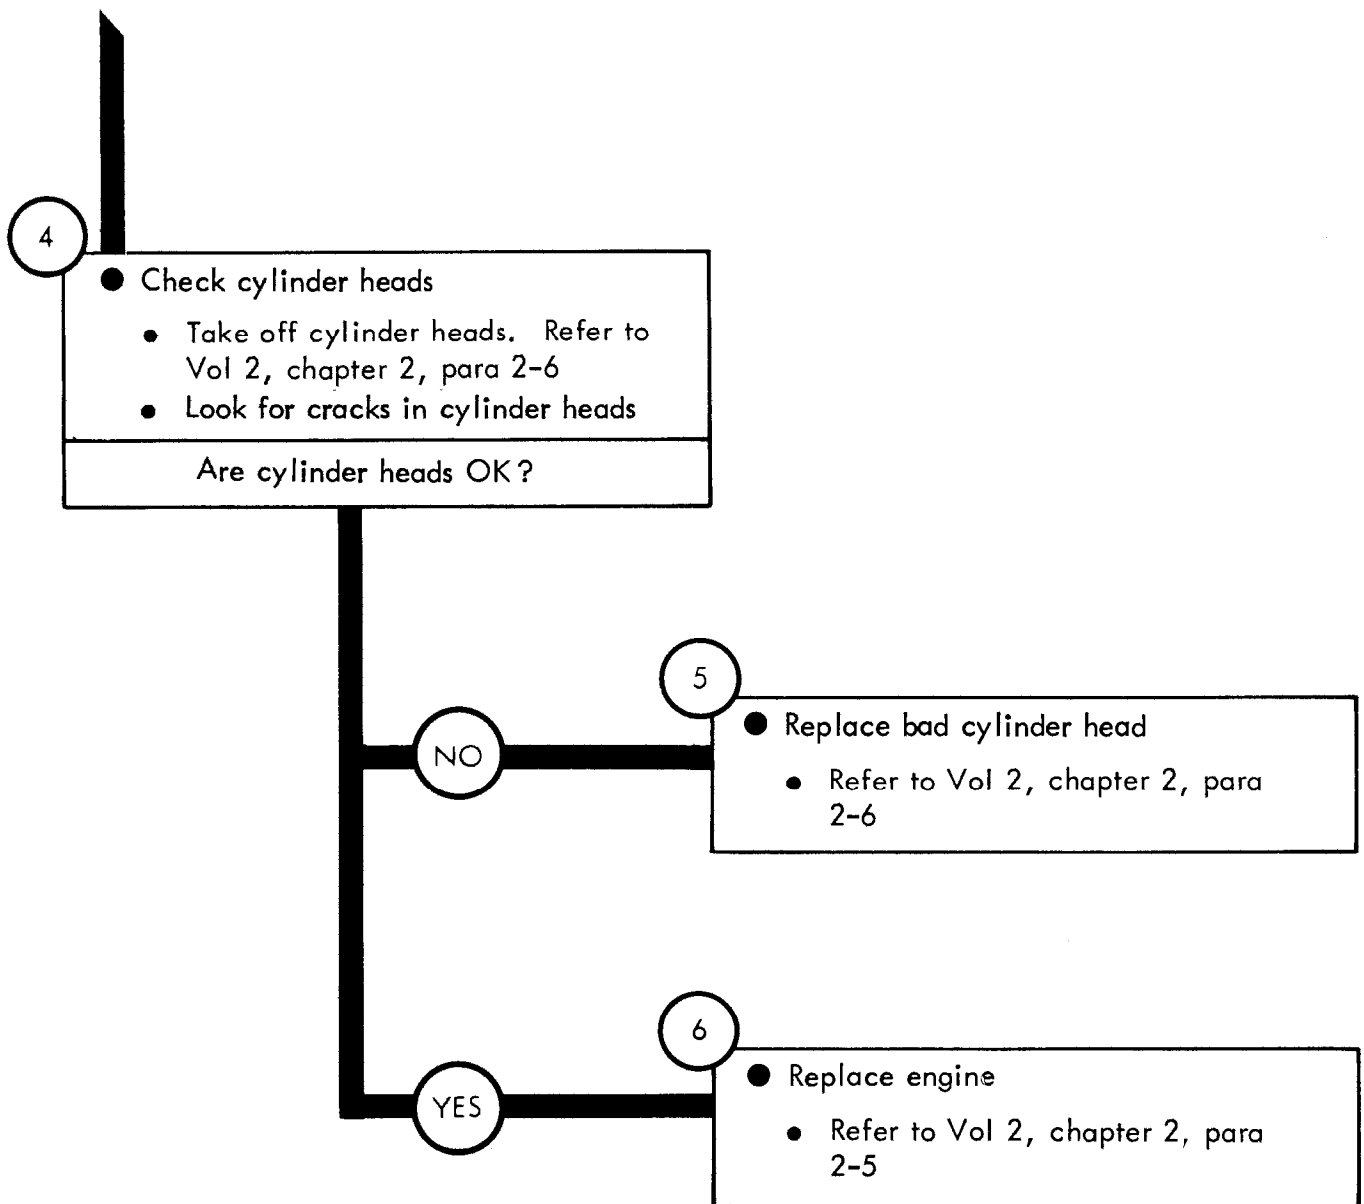 4
● Check cylinder heads
● Take off cylinder heads. Refer to
Vol 2, chapter 2, para 2-6
● Look for cracks in cylinder heads
Are cylinder heads OK?
5
NO
● Replace bad cylinder head
● Refer to Vol 2, chapter 2, para
2-6
6
YES
● Replace engine
● Refer to Vol 2, chapter 2, para
2-5